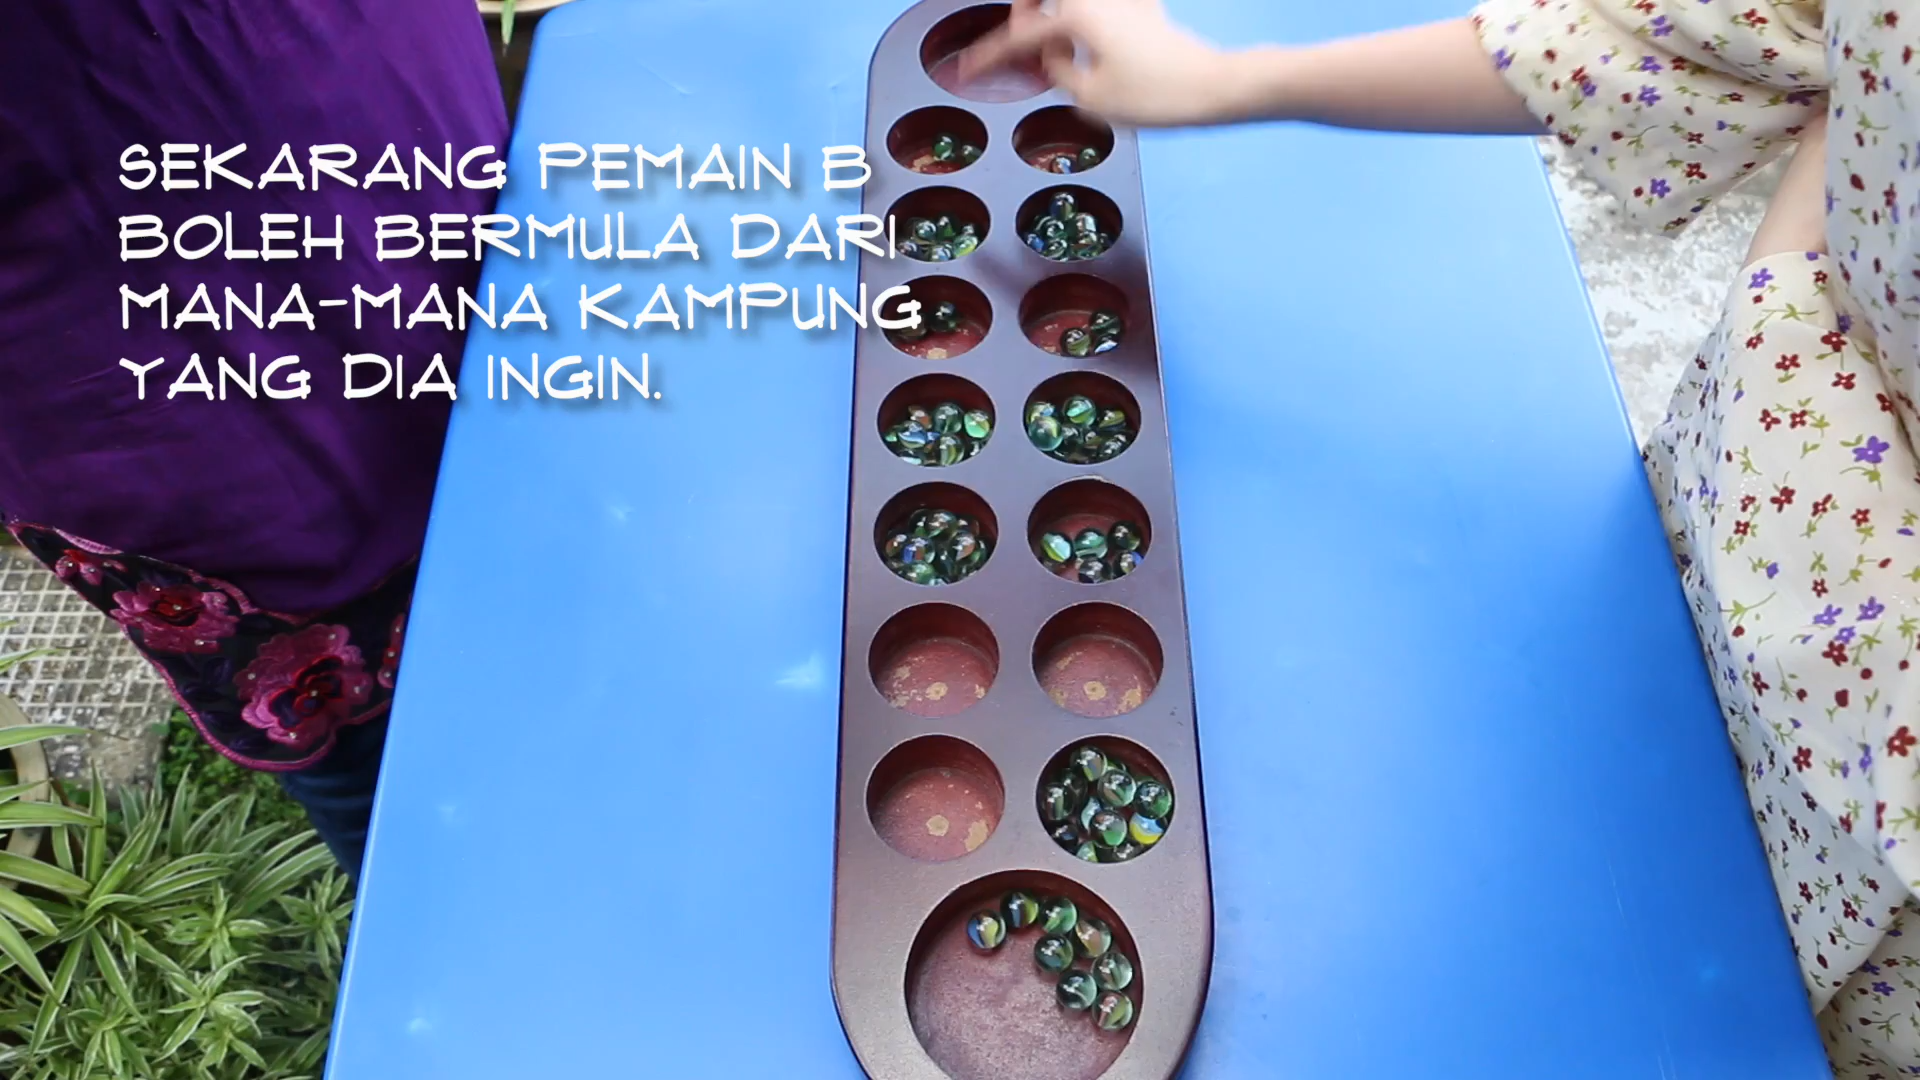 SEKARANG PEMAIN B
BOLEH BERMULA DARI
MANA-MANA KAMPUNG
YANG DIA INGIN.